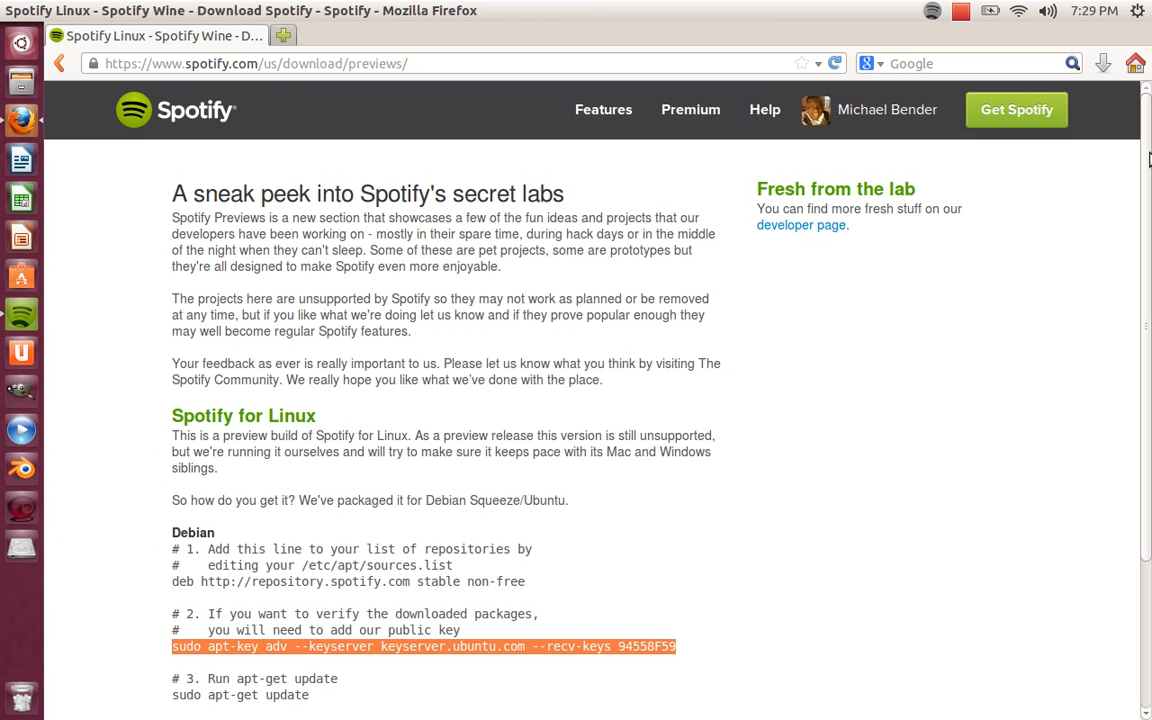 Spotify Linux - Spotify Wine - Download Spotify - Spotify - Mozilla Firefox
7:29 PM
Spotify Linux - Spotify Wine - D...
https://www.spotify.com/us/download/previews/
Google
Spotify
Features
Premium
Help
Michael Bender
Get Spotify
A sneak peek into Spotify's secret labs
Spotify Previews is a new section that showcases a few of the fun ideas and projects that our
developers have been working on - mostly in their spare time, during hack days or in the middle
of the night when they can't sleep. Some of these are pet projects, some are prototypes but
they're all designed to make Spotify even more enjoyable.
The projects here are unsupported by Spotify so they may not work as planned or be removed
at any time, but if you like what we're doing let us know and if they prove popular enough they
may well become regular Spotify features.
Your feedback as ever is really important to us. Please let us know what you think by visiting The
Spotify Community. We really hope you like what we've done with the place.
Spotify for Linux
This is a preview build of Spotify for Linux. As a preview release this version is still unsupported,
but we're running it ourselves and will try to make sure it keeps pace with its Mac and Windows
siblings.
So how do you get it? We've packaged it for Debian Squeeze/Ubuntu.
Debian
# 1. Add this line to your list of repositories by
# editing your /etc/apt/sources.list
deb http://repository.spotify.com stable non-free
# 2. If you want to verify the downloaded packages,
# you will need to add our public key
sudo apt-key adv --keyserver keyserver.ubuntu.com --recv-keys 94558F59
# 3. Run apt-get update
sudo apt-get update
Fresh from the lab
You can find more fresh stuff on our
developer page.